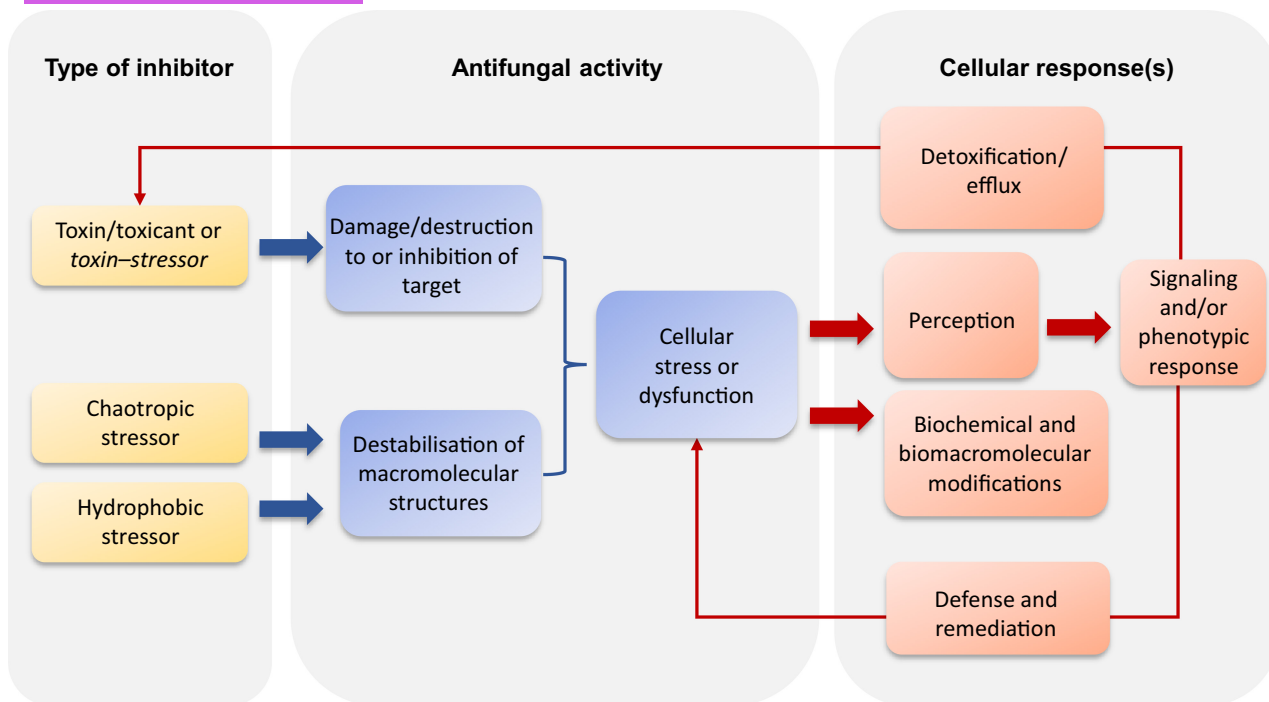 Type of inhibitor
Antifungal activity
Cellular response(s)
Toxin/toxicant or
toxin–stressor
Chaotropic
stressor
Hydrophobic
stressor
Damage/destruction
to or inhibition of
target
Destabilisation of
macromolecular
structures
Cellular
stress or
dysfunction
Detoxification/
efflux
Perception
Signaling
and/or
phenotypic
response
Biochemical and
biomacromolecular
modifications
Defense and
remediation